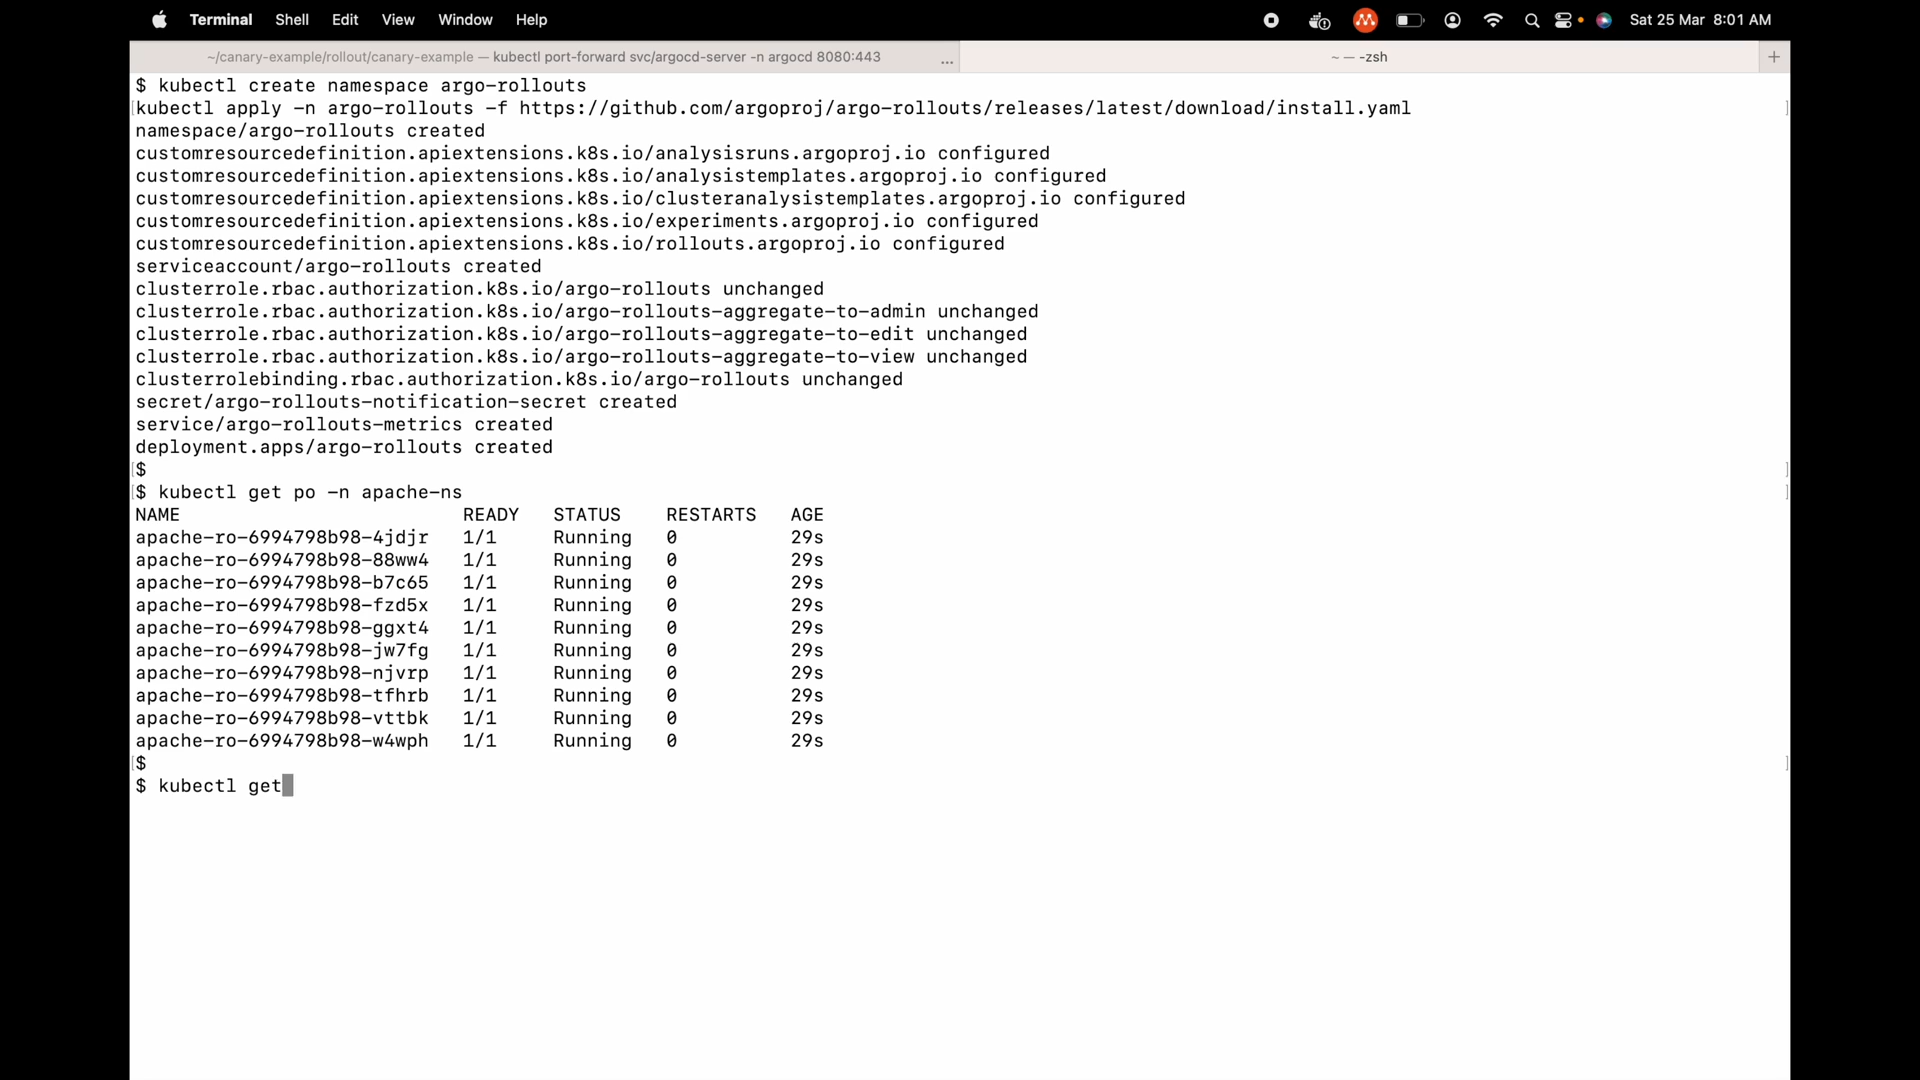 Terminal Shell Edit View Window Help Sat 25 Mar 8:01 AM
~/canary-example/rollout/canary-example — kubectl port-forward svc/argocd-server -n argocd 8080:443 ... ~ — -zsh +
$ kubectl create namespace argo-rollouts
kubectl apply -n argo-rollouts -f https://github.com/argoproj/argo-rollouts/releases/latest/download/install.yaml
namespace/argo-rollouts created
customresourcedefinition.apiextensions.k8s.io/analysisruns.argoproj.io configured
customresourcedefinition.apiextensions.k8s.io/analysistemplates.argoproj.io configured
customresourcedefinition.apiextensions.k8s.io/clusteranalysistemplates.argoproj.io configured
customresourcedefinition.apiextensions.k8s.io/experiments.argoproj.io configured
customresourcedefinition.apiextensions.k8s.io/rollouts.argoproj.io configured
serviceaccount/argo-rollouts created
clusterrole.rbac.authorization.k8s.io/argo-rollouts unchanged
clusterrole.rbac.authorization.k8s.io/argo-rollouts-aggregate-to-admin unchanged
clusterrole.rbac.authorization.k8s.io/argo-rollouts-aggregate-to-edit unchanged
clusterrole.rbac.authorization.k8s.io/argo-rollouts-aggregate-to-view unchanged
clusterrolebinding.rbac.authorization.k8s.io/argo-rollouts unchanged
secret/argo-rollouts-notification-secret created
service/argo-rollouts-metrics created
deployment.apps/argo-rollouts created
$
$ kubectl get po -n apache-ns
NAME READY STATUS RESTARTS AGE
apache-ro-6994798b98-4jdjr 1/1 Running 0 29s
apache-ro-6994798b98-88ww4 1/1 Running 0 29s
apache-ro-6994798b98-b7c65 1/1 Running 0 29s
apache-ro-6994798b98-fzd5x 1/1 Running 0 29s
apache-ro-6994798b98-ggxt4 1/1 Running 0 29s
apache-ro-6994798b98-jw7fg 1/1 Running 0 29s
apache-ro-6994798b98-njvrp 1/1 Running 0 29s
apache-ro-6994798b98-tfhrb 1/1 Running 0 29s
apache-ro-6994798b98-vttbk 1/1 Running 0 29s
apache-ro-6994798b98-w4wph 1/1 Running 0 29s
$
$ kubectl get